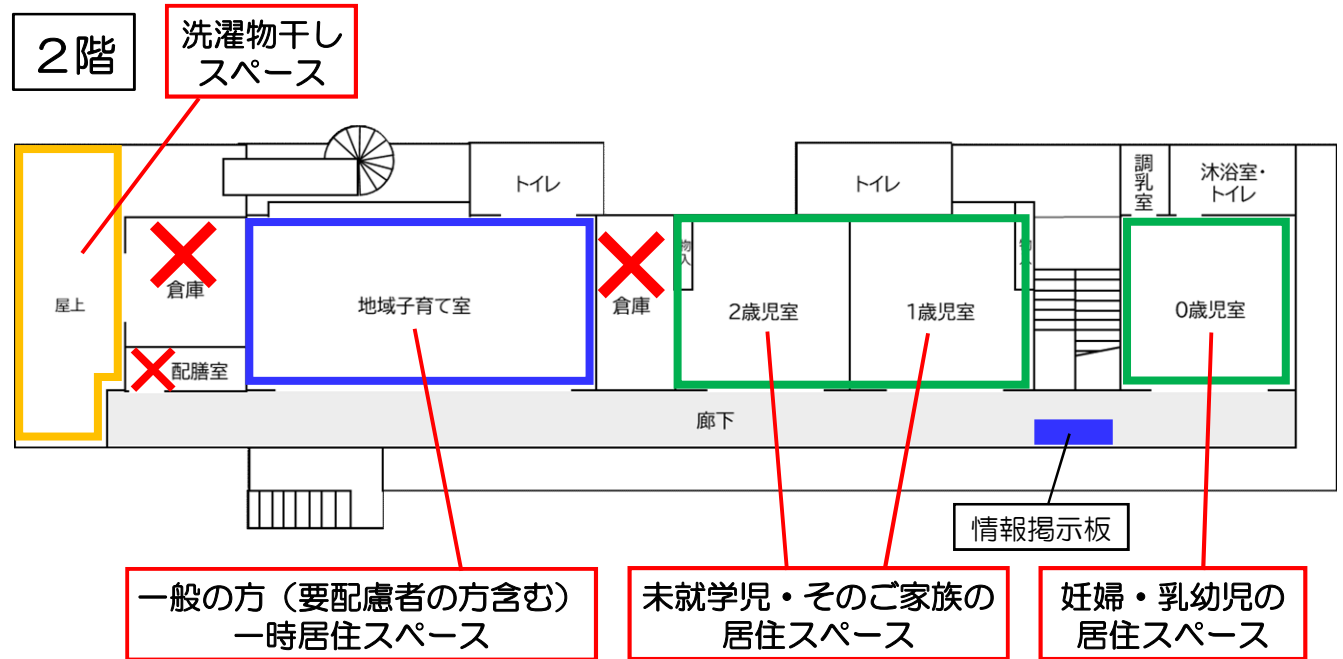 2階
洗濯物干し
スペース
トイレ
トイレ
調乳室
沐浴室・
トイレ
倉庫
物入
物入
屋上
地域子育て室
倉庫
2歳児室
1歳児室
0歳児室
配膳室
廊下
情報掲示板
一般の方（要配慮者の方含む）
一時居住スペース
未就学児・そのご家族の
居住スペース
妊婦・乳幼児の
居住スペース